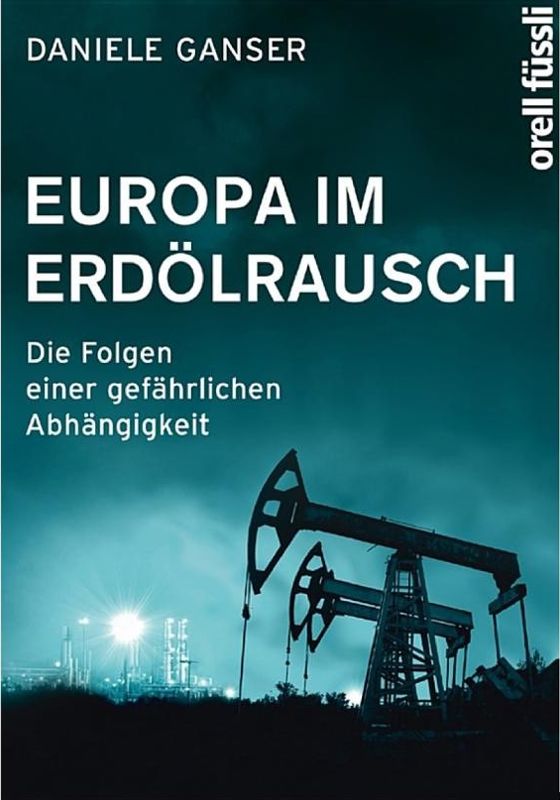 DANIELE GANSER
orell füssli
EUROPA IM
ERDÖLRAUSCH
Die Folgen
einer gefährlichen
Abhängigkeit